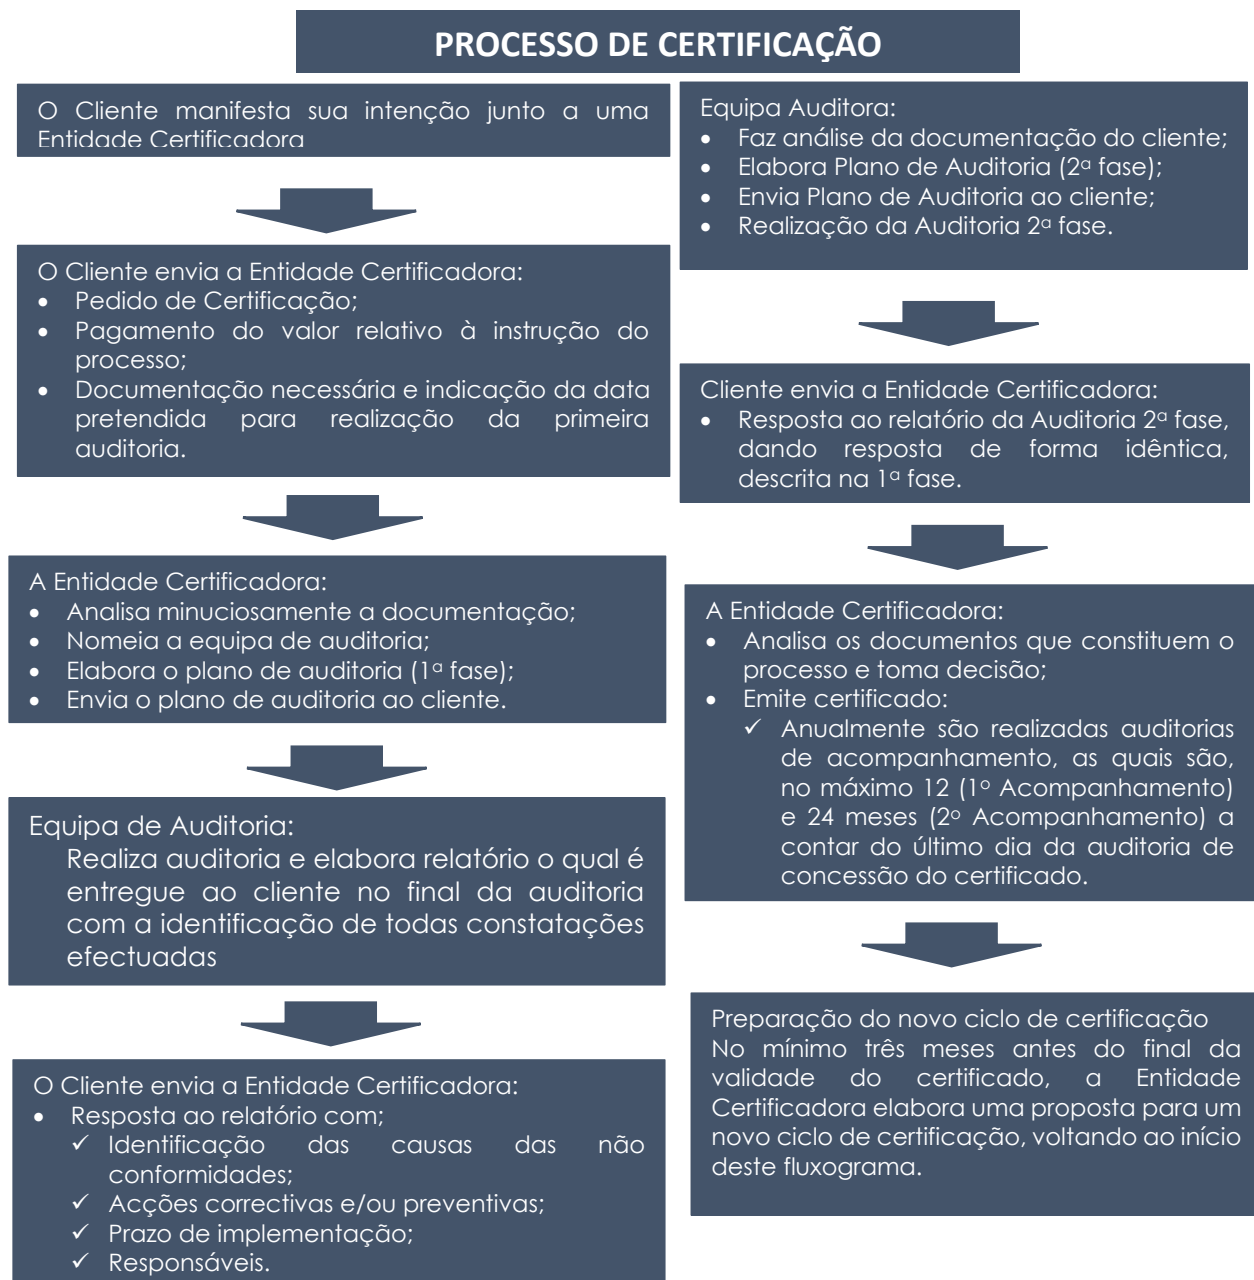 PROCESSO DE CERTIFICAÇÃO
O Cliente manifesta sua intenção junto a uma
Entidade Certificadora
O Cliente envia a Entidade Certificadora:
• Pedido de Certificação;
• Pagamento do valor relativo à instrução do
processo;
• Documentação necessária e indicação da data
pretendida para realização da primeira
auditoria.
A Entidade Certificadora:
• Analisa minuciosamente a documentação;
• Nomeia a equipa de auditoria;
• Elabora o plano de auditoria (1ª fase);
• Envia o plano de auditoria ao cliente.
Equipa de Auditoria:
Realiza auditoria e elabora relatório o qual é
entregue ao cliente no final da auditoria
com a identificação de todas constatações
efectuadas
O Cliente envia a Entidade Certificadora:
• Resposta ao relatório com;
✓ Identificação das causas das não
conformidades;
✓ Acções correctivas e/ou preventivas;
✓ Prazo de implementação;
✓ Responsáveis.
Equipa Auditora:
• Faz análise da documentação do cliente;
• Elabora Plano de Auditoria (2ª fase);
• Envia Plano de Auditoria ao cliente;
• Realização da Auditoria 2ª fase.
Cliente envia a Entidade Certificadora:
• Resposta ao relatório da Auditoria 2ª fase,
dando resposta de forma idêntica,
descrita na 1ª fase.
A Entidade Certificadora:
• Analisa os documentos que constituem o
processo e toma decisão;
• Emite certificado:
✓ Anualmente são realizadas auditorias
de acompanhamento, as quais são,
no máximo 12 (1º Acompanhamento)
e 24 meses (2º Acompanhamento) a
contar do último dia da auditoria de
concessão do certificado.
Preparação do novo ciclo de certificação
No mínimo três meses antes do final da
validade do certificado, a Entidade
Certificadora elabora uma proposta para um
novo ciclo de certificação, voltando ao início
deste fluxograma.